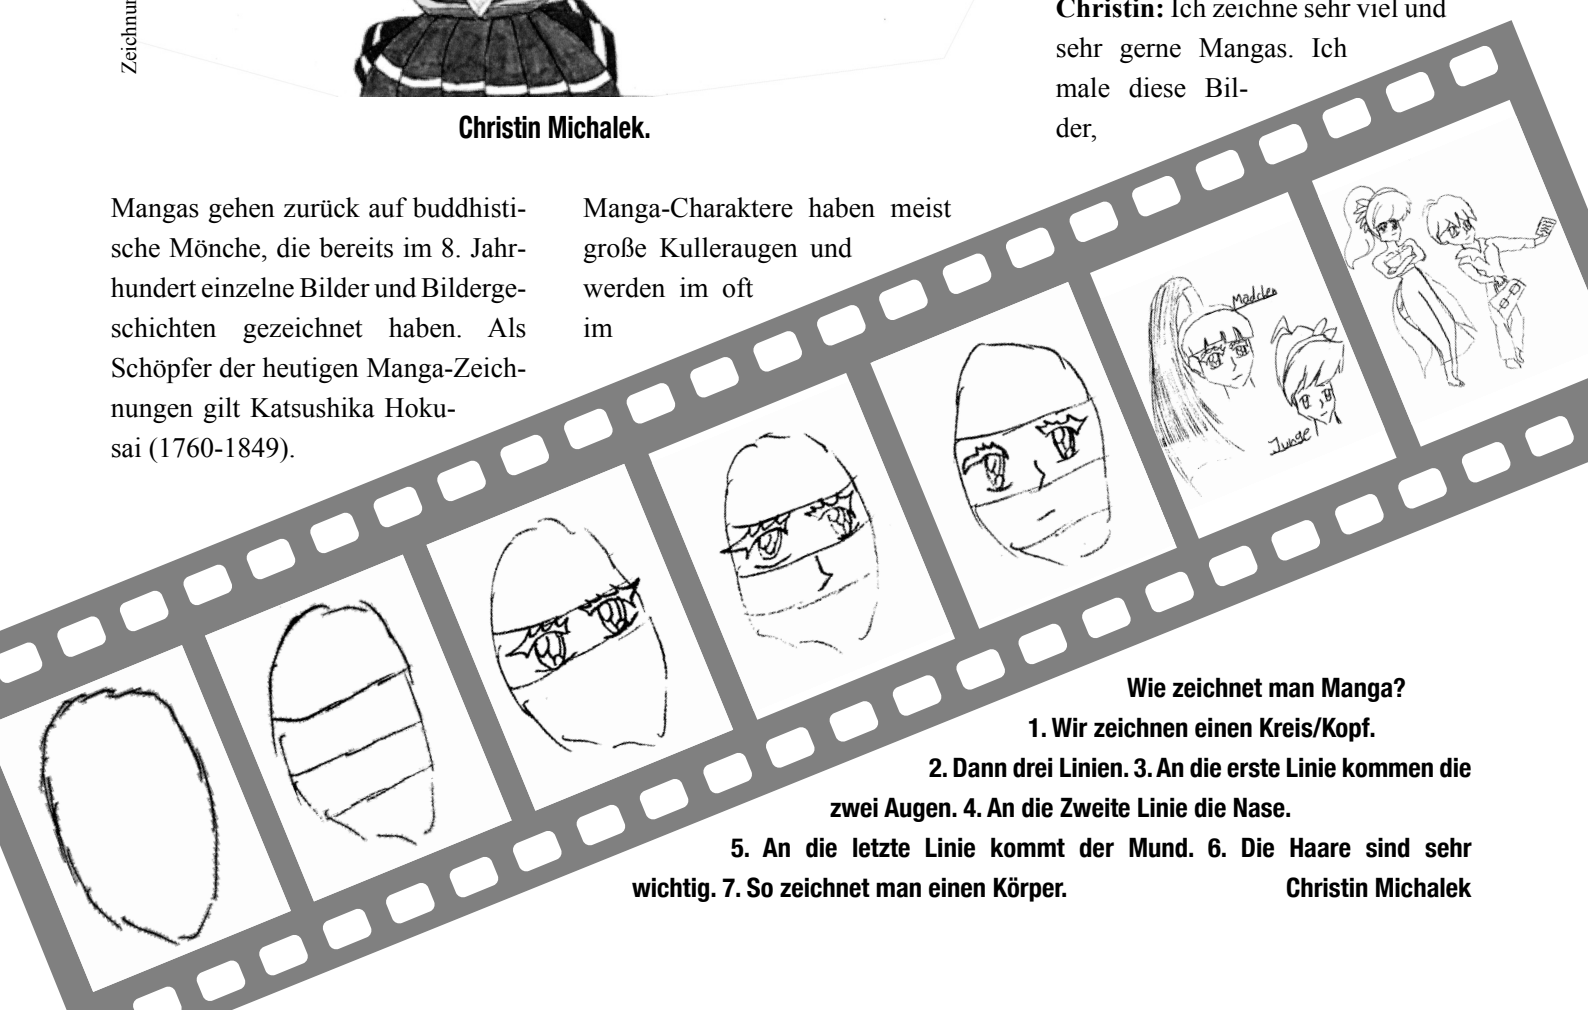 Zeichnun
Christin Michalek.
Mangas gehen zurück auf buddhisti-
sche Mönche, die bereits im 8. Jahr-
hundert einzelne Bilder und Bilderge-
schichten gezeichnet haben. Als
Schöpfer der heutigen Manga-Zeich-
nungen gilt Katsushika Hoku-
sai (1760-1849).
Manga-Charaktere haben meist
große Kulleraugen und
werden im oft
im
Christin: Ich zeichne sehr viel und
sehr gerne Mangas. Ich
male diese Bil-
der,
Mädchen
Junge
Wie zeichnet man Manga?
1. Wir zeichnen einen Kreis/Kopf.
2. Dann drei Linien. 3. An die erste Linie kommen die
zwei Augen. 4. An die Zweite Linie die Nase.
5. An die letzte Linie kommt der Mund. 6. Die Haare sind sehr
wichtig. 7. So zeichnet man einen Körper.
Christin Michalek